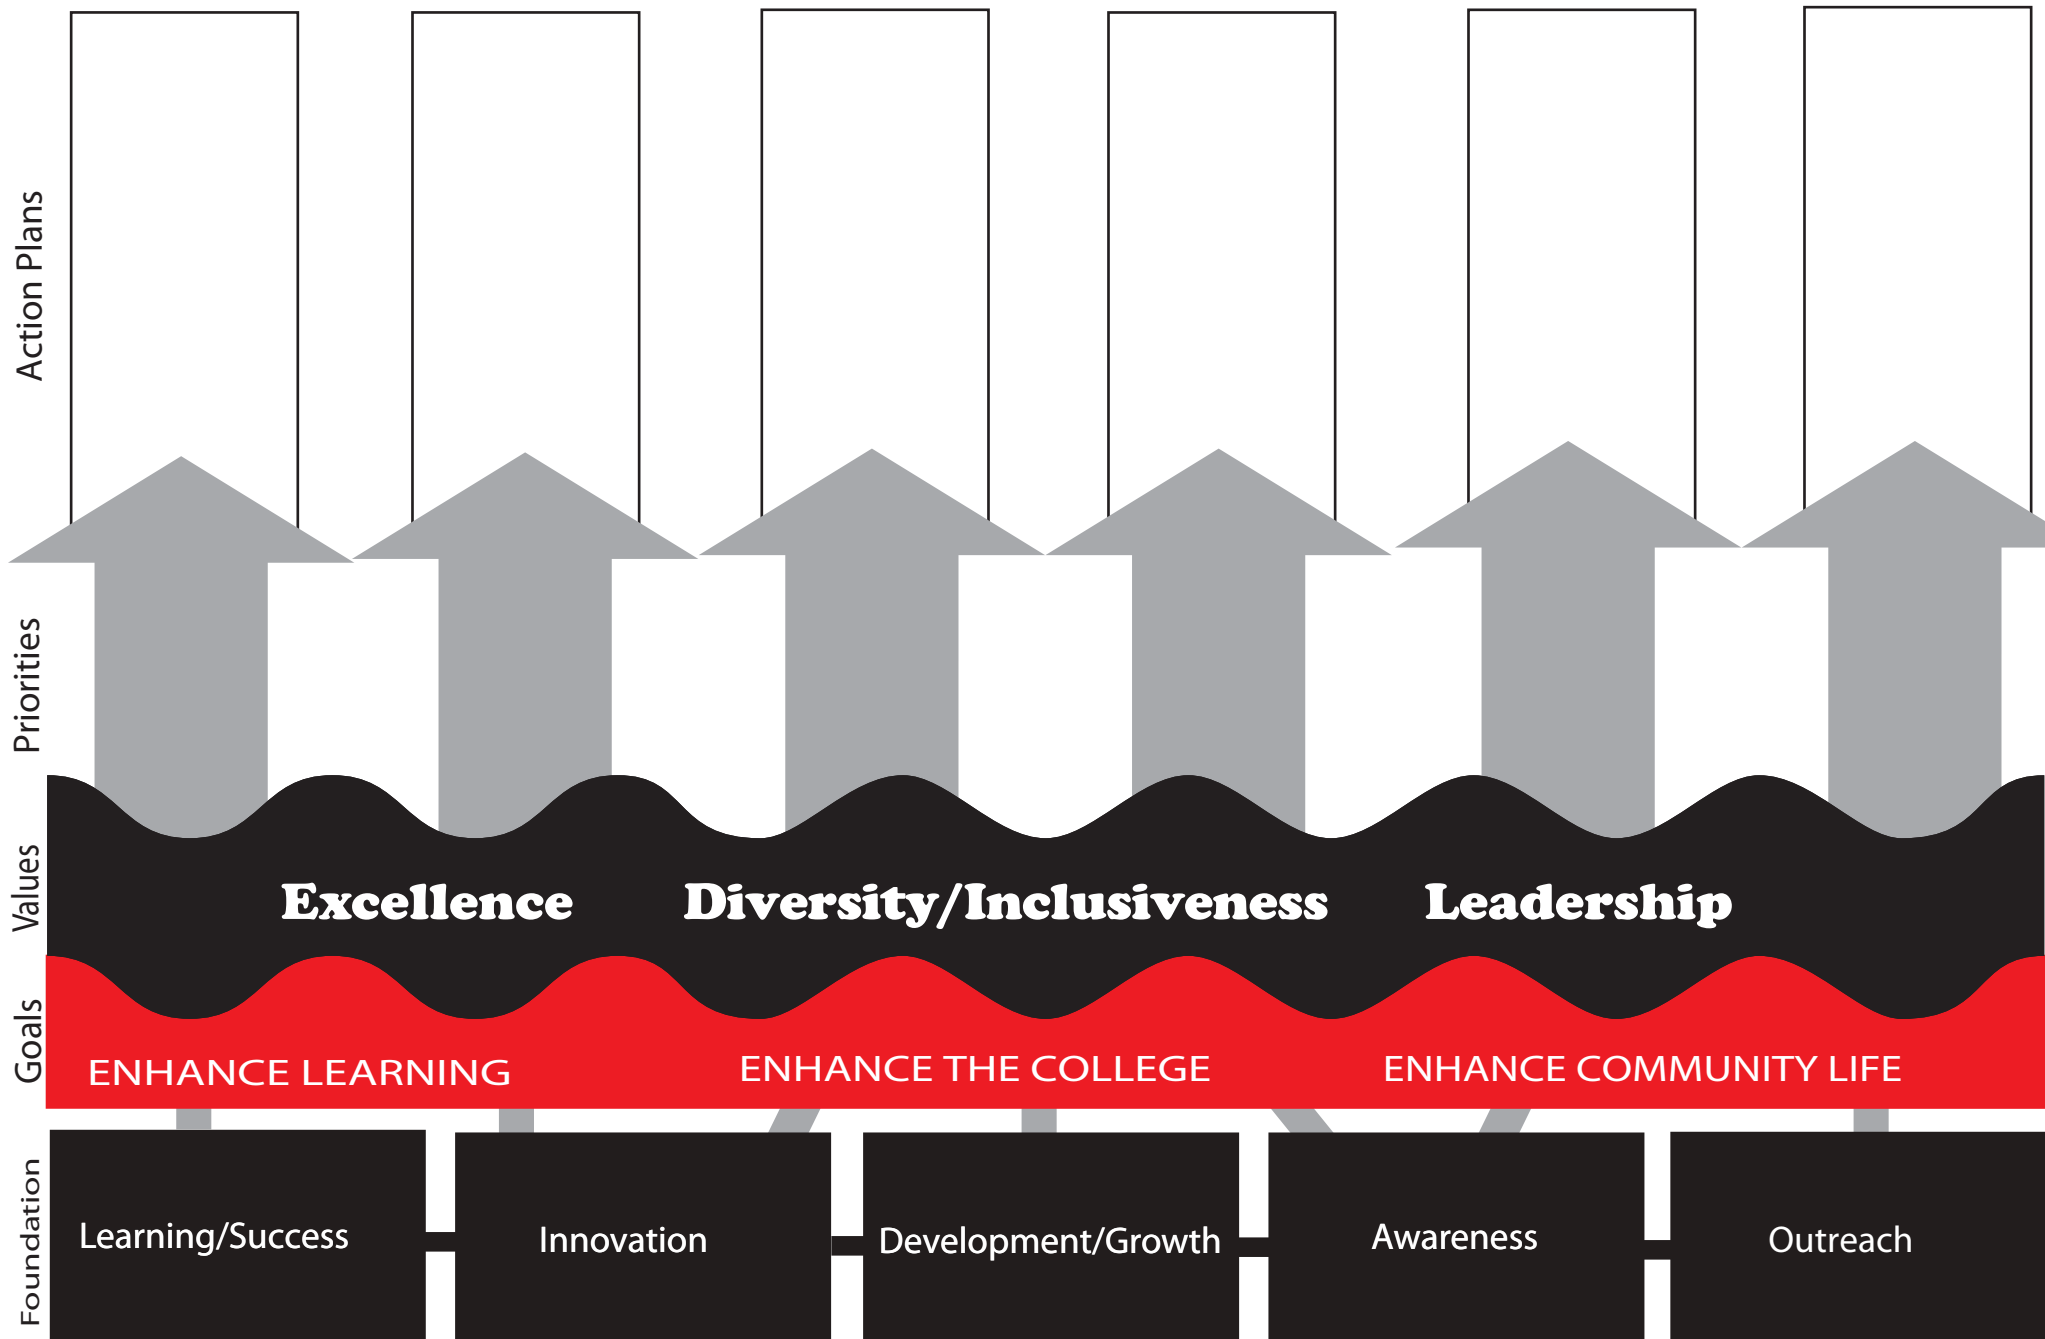 Action Plans
Priorities
Values
Excellence
Diversity/Inclusiveness
Leadership
Goals
ENHANCE LEARNING
ENHANCE THE COLLEGE
ENHANCE COMMUNITY LIFE
Foundation
Learning/Success
Innovation
Development/Growth
Awareness
Outreach